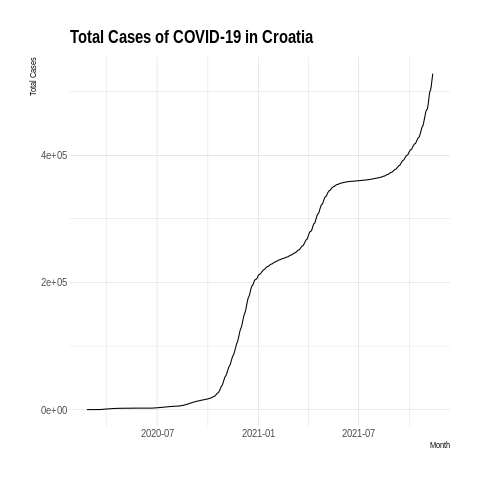 Total Cases of COVID-19 in Croatia
Total Cases
4e+05
2e+05
0e+00
2020-07
2021-01
2021-07
Month